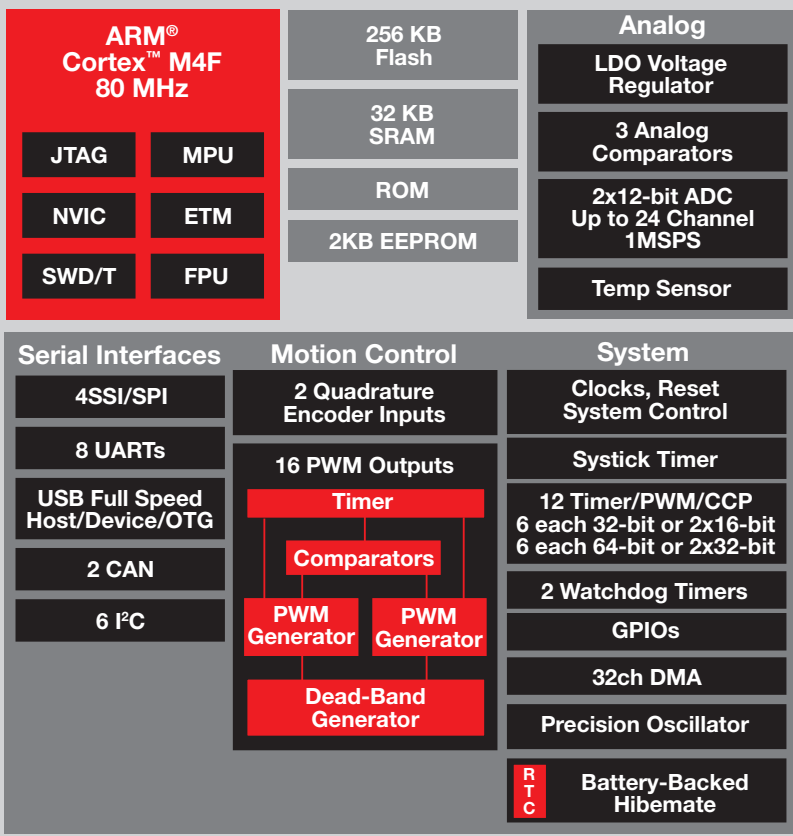 ARM®
Cortex™ M4F
80 MHz
JTAG
MPU
NVIC
ETM
SWD/T
FPU
256 KB
Flash
32 KB
SRAM
ROM
2KB EEPROM
Analog
LDO Voltage
Regulator
3 Analog
Comparators
2x12-bit ADC
Up to 24 Channel
1MSPS
Temp Sensor
Serial Interfaces
4SSI/SPI
8 UARTs
USB Full Speed
Host/Device/OTG
2 CAN
6 I²C
Motion Control
2 Quadrature
Encoder Inputs
16 PWM Outputs
Timer
Comparators
PWM
Generator
PWM
Generator
Dead-Band
Generator
System
Clocks, Reset
System Control
Systick Timer
12 Timer/PWM/CCP
6 each 32-bit or 2x16-bit
6 each 64-bit or 2x32-bit
2 Watchdog Timers
GPIOs
32ch DMA
Precision Oscillator
RTC
Battery-Backed
Hibemate